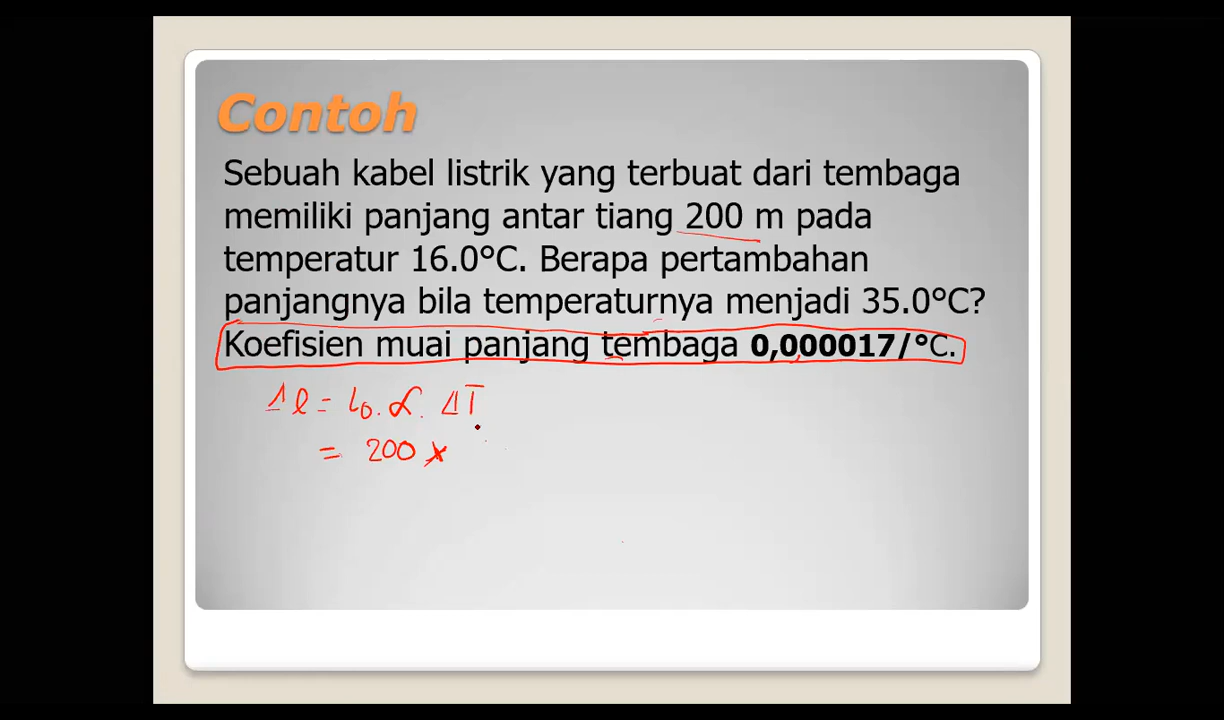 Contoh
Sebuah kabel listrik yang terbuat dari tembaga
memiliki panjang antar tiang 200 m pada
temperatur 16.0°C. Berapa pertambahan
panjangnya bila temperaturnya menjadi 35.0°C?
Koefisien muai panjang tembaga 0,000017/°C.
Δl = l₀ . α . ΔT
= 200 x